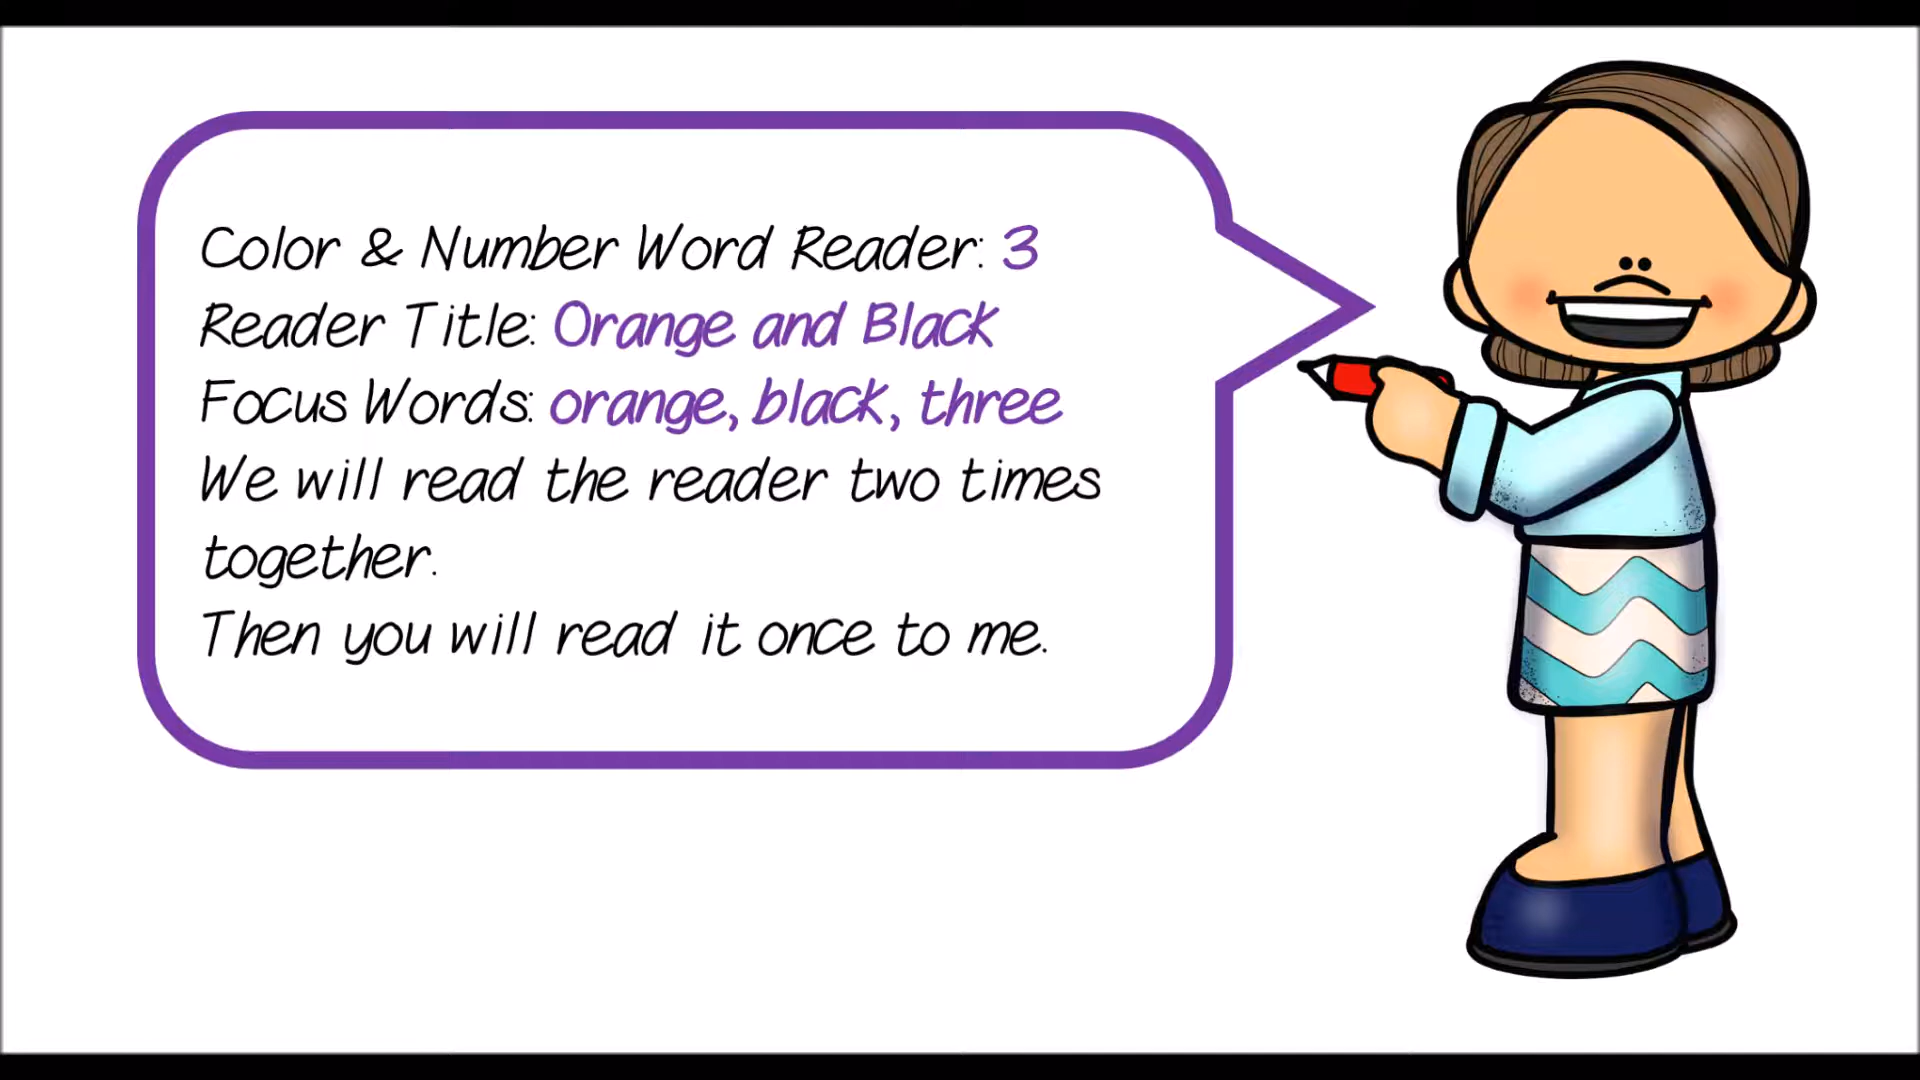 Color & Number Word Reader: 3
Reader Title: Orange and Black
Focus Words: orange, black, three
We will read the reader two times
together.
Then you will read it once to me.